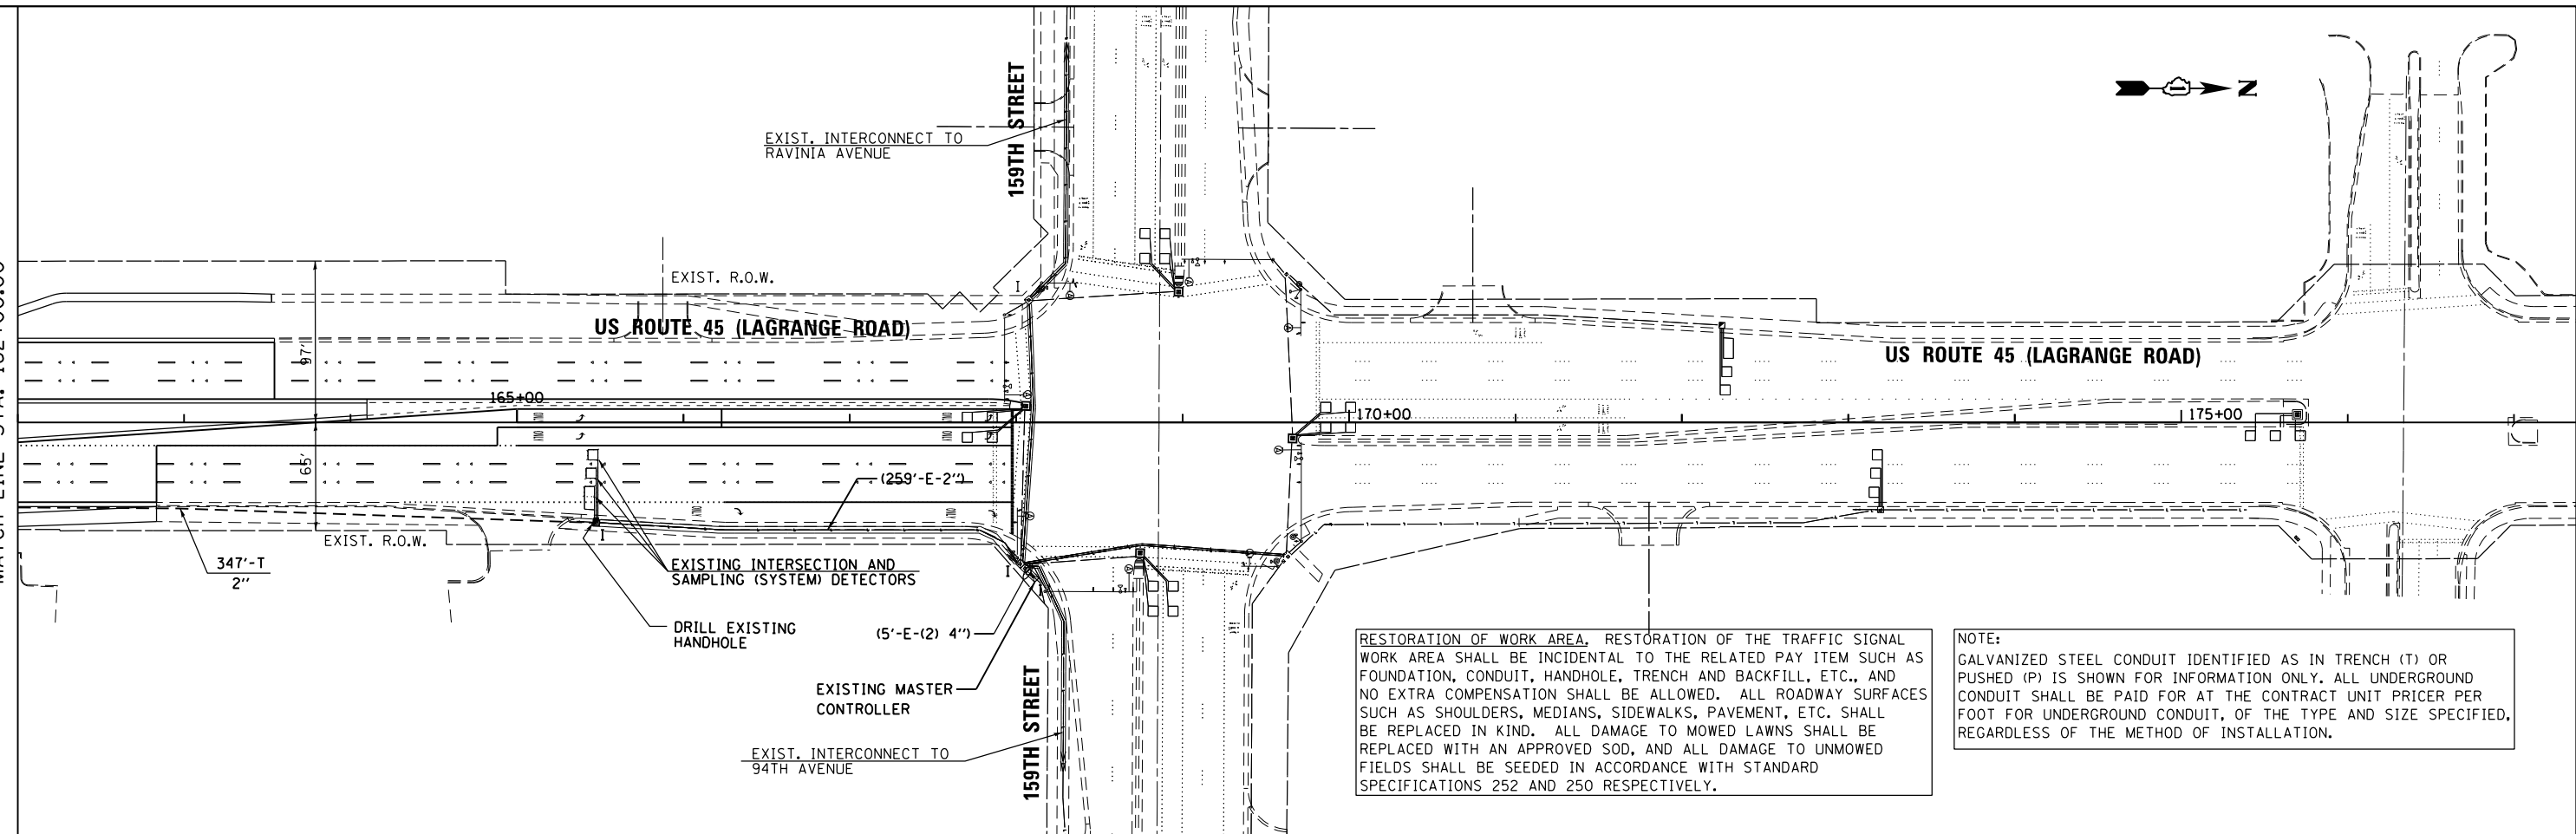 159TH STREET
N
EXIST. INTERCONNECT TO
RAVINIA AVENUE
EXIST. R.O.W.
US ROUTE 45 (LAGRANGE ROAD)
US ROUTE 45 (LAGRANGE ROAD)
97'
165+00
170+00
175+00
65'
(259'-E-2")
EXIST. R.O.W.
347'-T
2"
EXISTING INTERSECTION AND
SAMPLING (SYSTEM) DETECTORS
DRILL EXISTING
HANDHOLE
(5'-E-(2) 4")
EXISTING MASTER
CONTROLLER
159TH STREET
EXIST. INTERCONNECT TO
94TH AVENUE
RESTORATION OF WORK AREA. RESTORATION OF THE TRAFFIC SIGNAL
WORK AREA SHALL BE INCIDENTAL TO THE RELATED PAY ITEM SUCH AS
FOUNDATION, CONDUIT, HANDHOLE, TRENCH AND BACKFILL, ETC., AND
NO EXTRA COMPENSATION SHALL BE ALLOWED. ALL ROADWAY SURFACES
SUCH AS SHOULDERS, MEDIANS, SIDEWALKS, PAVEMENT, ETC. SHALL
BE REPLACED IN KIND. ALL DAMAGE TO MOWED LAWNS SHALL BE
REPLACED WITH AN APPROVED SOD, AND ALL DAMAGE TO UNMOWED
FIELDS SHALL BE SEEDED IN ACCORDANCE WITH STANDARD
SPECIFICATIONS 252 AND 250 RESPECTIVELY.
NOTE:
GALVANIZED STEEL CONDUIT IDENTIFIED AS IN TRENCH (T) OR
PUSHED (P) IS SHOWN FOR INFORMATION ONLY. ALL UNDERGROUND
CONDUIT SHALL BE PAID FOR AT THE CONTRACT UNIT PRICER PER
FOOT FOR UNDERGROUND CONDUIT, OF THE TYPE AND SIZE SPECIFIED,
REGARDLESS OF THE METHOD OF INSTALLATION.